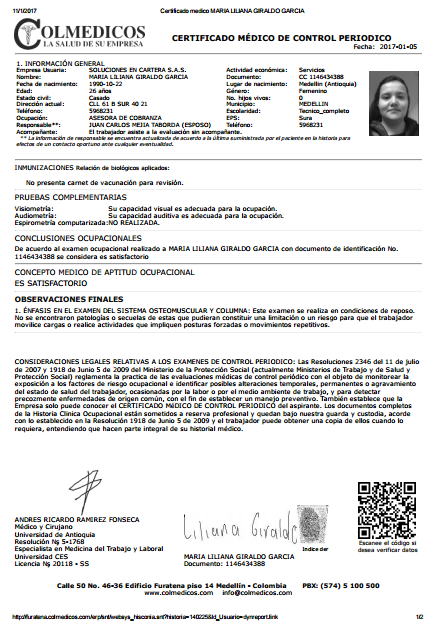 11/1/2017 Certificado medico MARIA LILIANA GIRALDO GARCIA
COLMEDICOS
LA SALUD DE SU EMPRESA
CERTIFICADO MÉDICO DE CONTROL PERIODICO
Fecha: 2017-01-05
1. INFORMACIÓN GENERAL
Empresa Usuaria: SOLUCIONES EN CARTERA S.A.S. Actividad económica: Servicios
Nombre: MARIA LILIANA GIRALDO GARCIA Documento: CC 1146434388
Fecha de nacimiento: 1990-10-22 Lugar de nacimiento: Medellin (Antioquia)
Edad: 26 años Género: Femenino
Estado civil: Casado No. hijos vivos: 0
Dirección actual: CLL 61 B SUR 40 21 Municipio: MEDELLIN
Teléfono: 5968231 Escolaridad: Tecnico_completo
Ocupación: ASESORA DE COBRANZA EPS: Sura
Responsable**: JUAN CARLOS MEJIA TABORDA (ESPOSO) Teléfono: 5968231
Acompañante: El trabajador asiste a la evaluación sin acompañante.
** La información de responsable se encuentra actualizada de acuerdo a la última suministrada por el paciente en la historia para
efectos de un contacto oportuno ante cualquier eventualidad.
INMUNIZACIONES Relación de biológicos aplicados:
No presenta carnet de vacunación para revisión.
PRUEBAS COMPLEMENTARIAS
Visiometría: Su capacidad visual es adecuada para la ocupación.
Audiometría: Su capacidad auditiva es adecuada para la ocupación.
Espirometría computarizada: NO REALIZADA.
CONCLUSIONES OCUPACIONALES
De acuerdo al examen ocupacional realizado a MARIA LILIANA GIRALDO GARCIA con documento de identificación No.
1146434388 se considera es satisfactorio
CONCEPTO MEDICO DE APTITUD OCUPACIONAL
ES SATISFACTORIO
OBSERVACIONES FINALES
1. ÉNFASIS EN EL EXAMEN DEL SISTEMA OSTEOMUSCULAR Y COLUMNA: Este examen se realiza en condiciones de reposo.
No se encontraron patologías o secuelas de estas que pudieran constituir una limitación o un riesgo para que el trabajador
movilice cargas o realice actividades que impliquen posturas forzadas o movimientos repetitivos.
CONSIDERACIONES LEGALES RELATIVAS A LOS EXAMENES DE CONTROL PERIODICO: Las Resoluciones 2346 del 11 de julio
de 2007 y 1918 de Junio 5 de 2009 del Ministerio de la Protección Social (actualmente Ministerios de Trabajo y de Salud y
Protección Social) reglamenta la practica de las evaluaciones médicas de control periódico con el objeto de monitorear la
exposición a los factores de riesgo ocupacional e identificar posibles alteraciones temporales, permanentes o agravamiento
del estado de salud del trabajador, ocasionadas por la labor o por el medio ambiente de trabajo, y para detectar
precozmente enfermedades de origen común, con el fin de establecer un manejo preventivo. También establece que la
Empresa solo puede conocer el CERTIFICADO MéDICO DE CONTROL PERIODICO del aspirante. Los documentos completos
de la Historia Clínica Ocupacional están sometidos a reserva profesional y quedan bajo nuestra guarda y custodia, acorde
con lo establecido en la Resolución 1918 de Junio 5 de 2009 y el trabajador puede obtener una copia de ellos cuando lo
requiera, entendiendo que hacen parte integral de su historial médico.
Liliana Giraldo
ANDRES RICARDO RAMIREZ FONSECA
Médico y Cirujano
Universidad de Antioquia
Resolución Nº 5-1768
Especialista en Medicina del Trabajo y Laboral
Universidad CES
Licencia Nº 20118 - SS
MARIA LILIANA GIRALDO GARCIA
Documento: 1146434388
Indice der
Escanee el código si
desea verificar datos
Calle 50 No. 46-36 Edificio Furatena piso 14 Medellín • Colombia PBX: (574) 5 100 500
www.colmedicos.com info@colmedicos.com
http://furatena.colmedicos.com/erp/snt/websys_hisconia.snt?historia=140225&Id_Usuario=dynreport.link 1/2